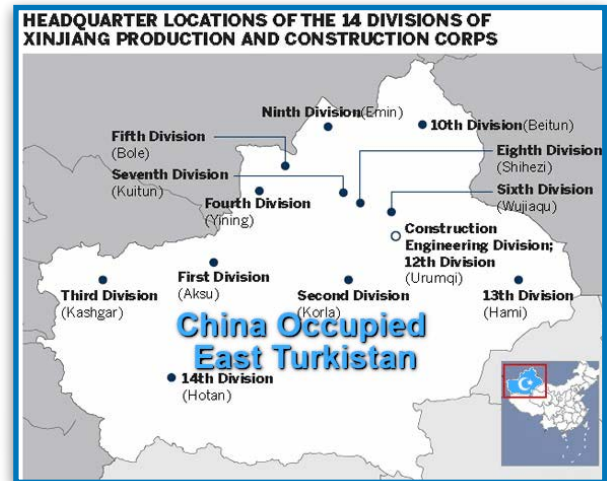 HEADQUARTER LOCATIONS OF THE 14 DIVISIONS OF
XINJIANG PRODUCTION AND CONSTRUCTION CORPS
Ninth Division(Emin)
10th Division(Beitun)
Fifth Division
(Bole)
Eighth Division
(Shihezi)
Seventh Division
(Kuitun)
Sixth Division
(Wujiaqu)
Fourth Division
(Yining)
Construction
Engineering Division;
12th Division
(Urumqi)
First Division
(Aksu)
Third Division
(Kashgar)
Second Division
(Korla)
13th Division
(Hami)
China Occupied
East Turkistan
14th Division
(Hotan)